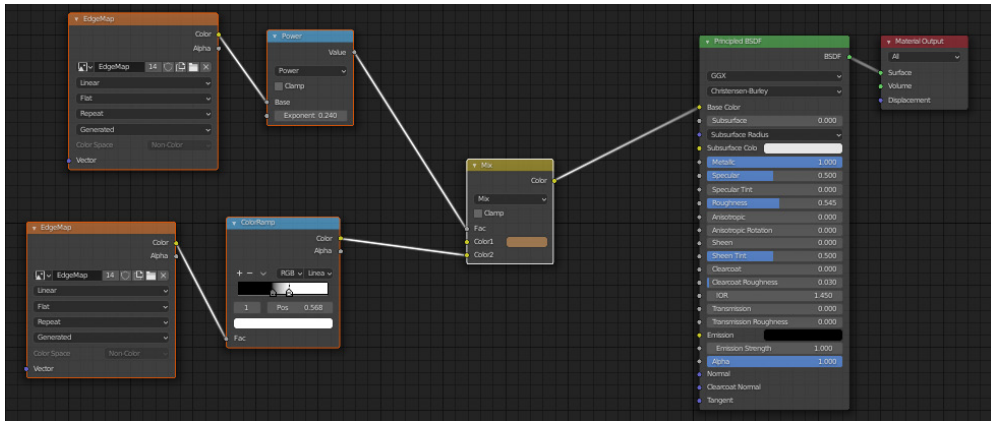 EdgeMap
Color
Alpha
EdgeMap 14
Linear
Flat
Repeat
Generated
Color Space Non-Color
Vector
Power
Value
Power
Clamp
Base
Exponent 0.240
EdgeMap
Color
Alpha
EdgeMap 14
Linear
Flat
Repeat
Generated
Color Space Non-Color
Vector
ColorRamp
Color
Alpha
+ − RGB Linea
1 Pos 0.568
Fac
Mix
Color
Mix
Clamp
Fac
Color1
Color2
Principled BSDF
BSDF
GGX
Christensen-Burley
Base Color
Subsurface 0.000
Subsurface Radius
Subsurface Colo
Metallic 1.000
Specular 0.500
Specular Tint 0.000
Roughness 0.545
Anisotropic 0.000
Anisotropic Rotation 0.000
Sheen 0.000
Sheen Tint 0.500
Clearcoat 0.000
Clearcoat Roughness 0.030
IOR 1.450
Transmission 0.000
Transmission Roughness 0.000
Emission
Emission Strength 1.000
Alpha 1.000
Normal
Clearcoat Normal
Tangent
Material Output
All
Surface
Volume
Displacement